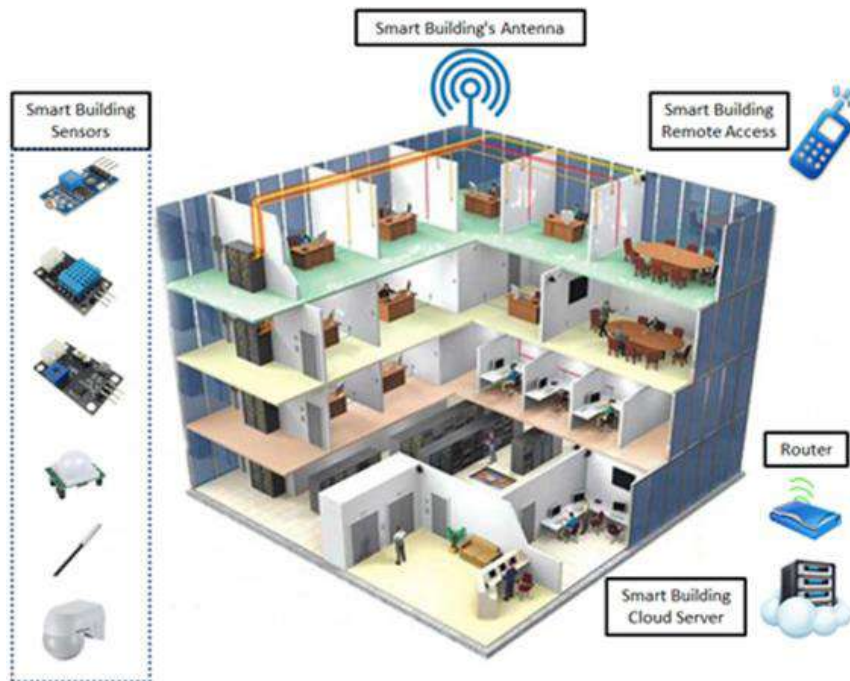 Smart Building's Antenna
Smart Building
Sensors
Smart Building
Remote Access
Router
Smart Building
Cloud Server